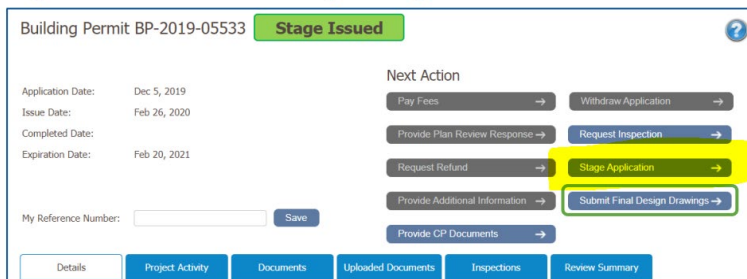 Building Permit BP-2019-05533 Stage Issued ?
Next Action
Application Date: Dec 5, 2019
Pay Fees → Withdraw Application →
Issue Date: Feb 26, 2020
Completed Date:
Provide Plan Review Response → Request Inspection →
Expiration Date: Feb 20, 2021
Request Refund → Stage Application →
Provide Additional Information → Submit Final Design Drawings →
My Reference Number: Save
Provide CP Documents →
Details Project Activity Documents Uploaded Documents Inspections Review Summary